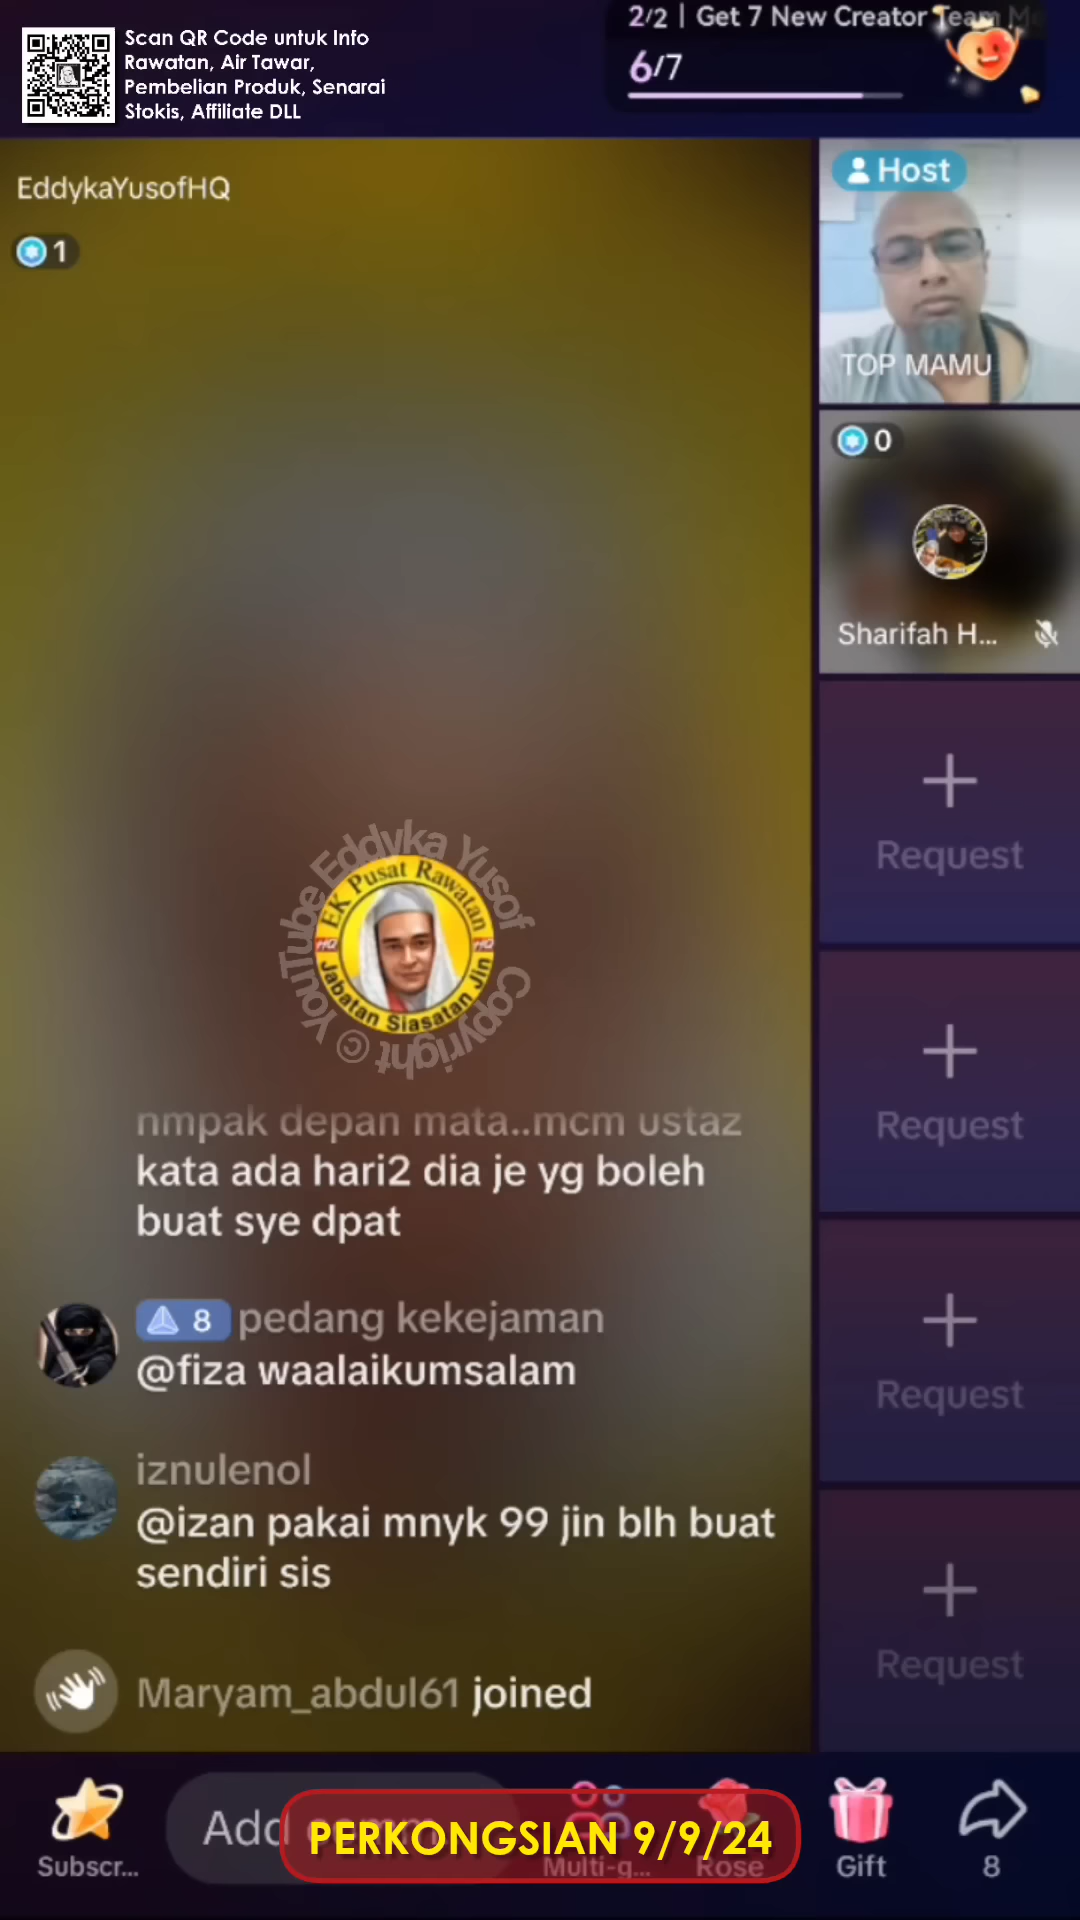 Scan QR Code untuk Info
Rawatan, Air Tawar,
Pembelian Produk, Senarai
Stokis, Affiliate DLL
2/2 | Get 7 New Creator Team Me
6/7
EddykaYusofHQ
1
Host
TOP MAMU
0
Sharifah H...
Request
Request
Request
Request
Copyright © YouTube Eddyka Yusof
EK Pusat Rawatan
HQ HQ
Jabatan Siasatan Jin
nmpak depan mata..mcm ustaz
kata ada hari2 dia je yg boleh
buat sye dpat
8 pedang kekejaman
@fiza waalaikumsalam
iznulenol
@izan pakai mnyk 99 jin blh buat
sendiri sis
Maryam_abdul61 joined
Subscr...
Add comm
PERKONGSIAN 9/9/24
Multi-g...
Rose
Gift
8